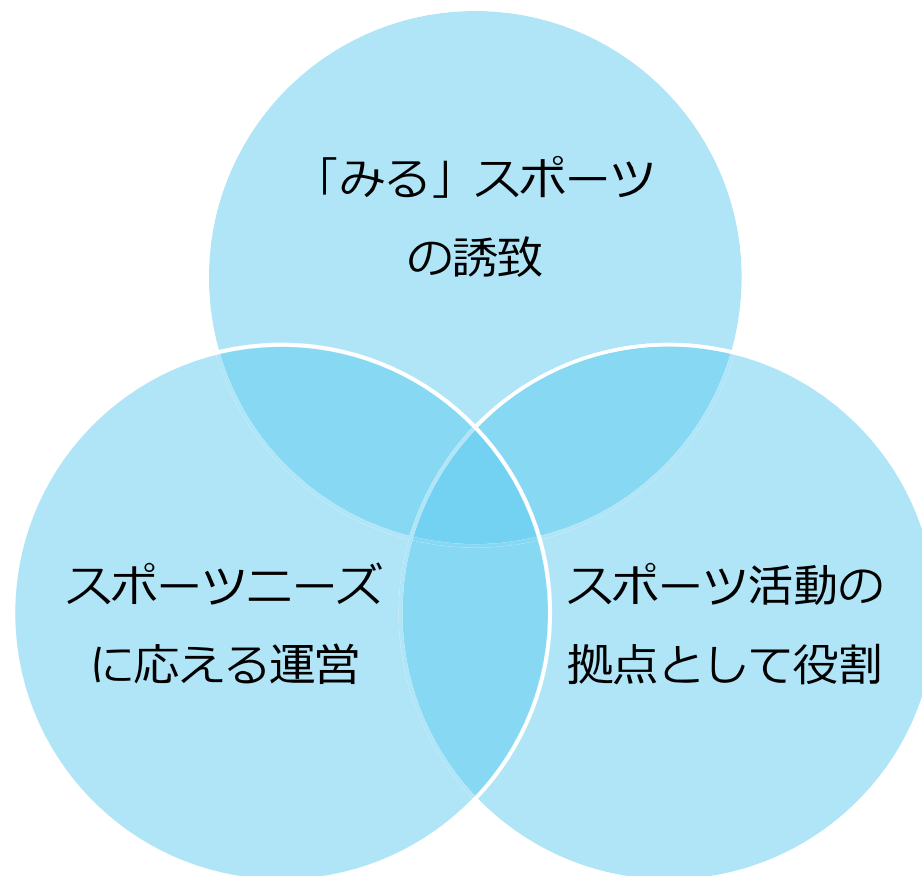 「みる」スポーツ
の誘致
スポーツニーズ
に応える運営
スポーツ活動の
拠点として役割